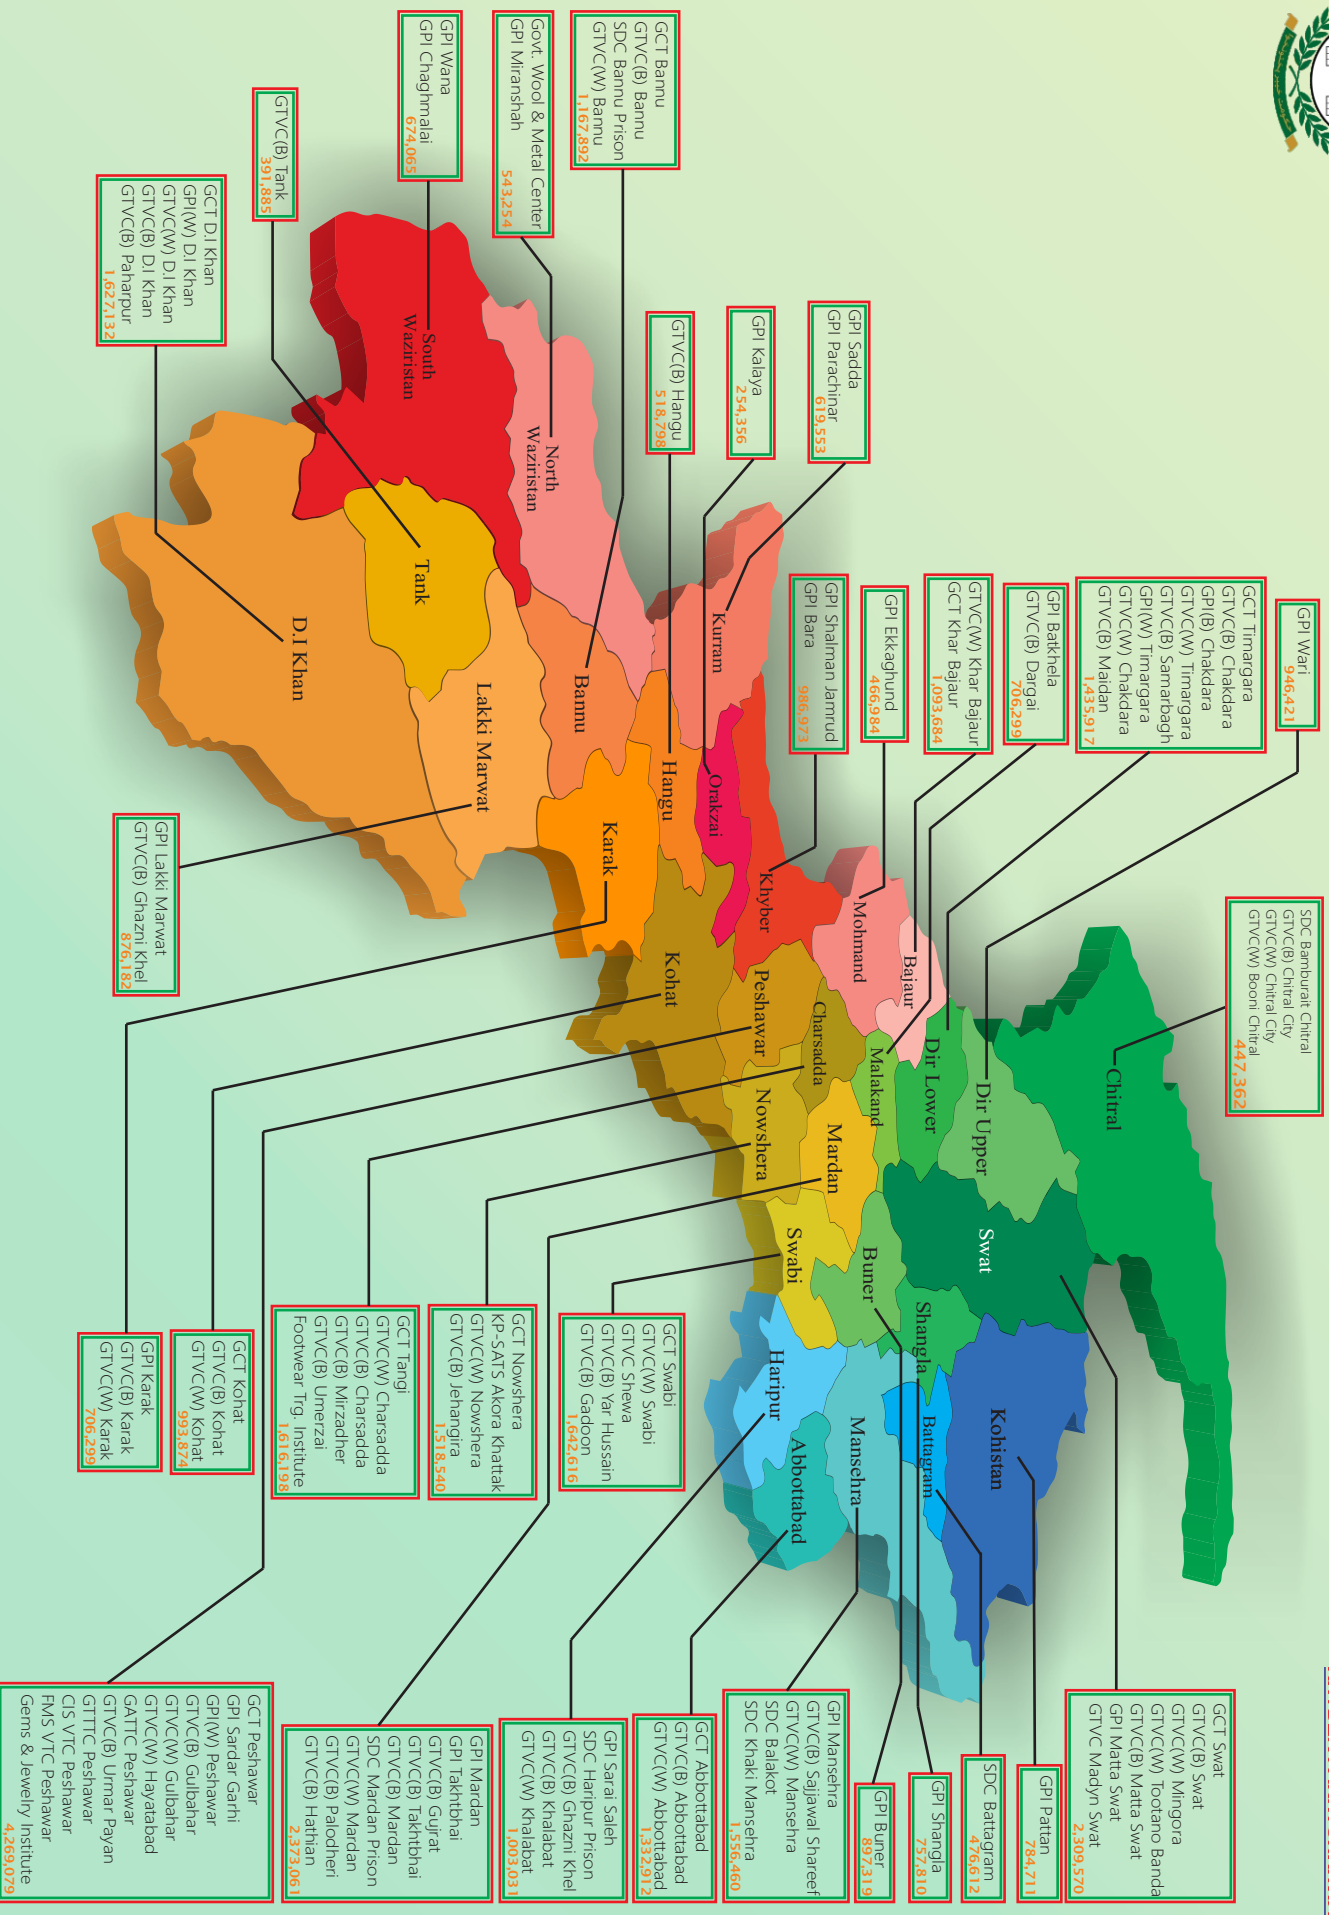 SDC Bamburait Chitral
GTVC(B) Chitral City
GTVC(W) Chitral City
GTVC(W) Booni Chitral
447,362
GPI Wari
946,421
GCT Timargara
GTVC(B) Chakdara
GPI(B) Chakdara
GTVC(W) Timargara
GTVC(B) Samarbagh
GPI(W) Timargara
GTVC(W) Chakdara
GTVC(B) Maidan
1,435,917
GPI Batkhela
GTVC(B) Dargai
706,299
GTVC(W) Khar Bajaur
GCT Khar Bajaur
1,093,684
GPI Ekkaghund
466,984
GPI Shalman Jamrud
GPI Bara
986,973
GPI Sadda
GPI Parachinar
619,553
GPI Kalaya
254,356
GTVC(B) Hangu
518,798
GCT Bannu
GTVC(B) Bannu
SDC Bannu Prison
GTVC(W) Bannu
1,167,892
Govt. Wool & Metal Center
GPI Miranshah
543,254
GPI Wana
GPI Chaghmalai
674,065
GTVC(B) Tank
391,885
GCT D.I Khan
GPI(W) D.I Khan
GTVC(W) D.I Khan
GTVC(B) D.I Khan
GTVC(B) Paharpur
1,627,132
Chitral
Dir Upper
Swat
Dir Lower
Kohistan
Shangla
Battagram
Bajaur
Malakand
Buner
Mohmand
Mansehra
Charsadda
Mardan
Swabi
Abbottabad
Khyber
Peshawar
Nowshera
Haripur
Kurram
Orakzai
Hangu
Kohat
Karak
Bannu
North
Waziristan
Lakki Marwat
South
Waziristan
Tank
D.I Khan
GPI Lakki Marwat
GTVC(B) Ghazni Khel
876,182
GCT Swat
GTVC(B) Swat
GTVC(W) Mingora
GTVC(W) Tootano Banda
GTVC(B) Matta Swat
GPI Matta Swat
GTVC Madyn Swat
2,309,570
GPI Pattan
784,711
SDC Battagram
476,612
GPI Shangla
757,810
GPI Buner
897,319
GPI Mansehra
GTVC(B) Sajjawal Shareef
GTVC(W) Mansehra
SDC Balakot
SDC Khaki Mansehra
1,556,460
GCT Abbottabad
GTVC(B) Abbottabad
GTVC(W) Abbottabad
1,332,912
GPI Sarai Saleh
SDC Haripur Prison
GTVC(B) Ghazni Khel
GTVC(B) Khalabat
GTVC(W) Khalabat
1,003,031
GCT Swabi
GTVC(W) Swabi
GTVC Shewa
GTVC(B) Yar Hussain
GTVC(B) Gadoon
1,642,616
GCT Nowshera
KP-SATS Akora Khattak
GTVC(W) Nowshera
GTVC(B) Jehangira
1,518,540
GPI Mardan
GPI Takhtbhai
GTVC(B) Gujrat
GTVC(B) Takhtbhai
GTVC(B) Mardan
SDC Mardan Prison
GTVC(W) Mardan
GTVC(B) Palodheri
GTVC(B) Hathian
2,373,061
GCT Tangi
GTVC(W) Charsadda
GTVC(B) Charsadda
GTVC(B) Mirzadher
GTVC(B) Umerzai
Footwear Trg. Institute
1,616,198
GCT Kohat
GTVC(B) Kohat
GTVC(W) Kohat
993,874
GPI Karak
GTVC(B) Karak
GTVC(W) Karak
706,299
GCT Peshawar
GPI Sardar Garhi
GPI(W) Peshawar
GTVC(B) Gulbahar
GTVC(W) Gulbahar
GTVC(W) Hayatabad
GATTC Peshawar
GTVC(B) Urmar Payan
GTTTC Peshawar
CIS VTC Peshawar
FMS VTC Peshawar
Gems & Jewelry Institute
4,269,079